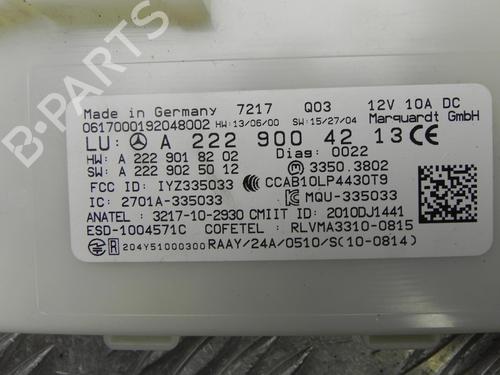 B-PARTS
Made in Germany 7217 Q03 12V 10A DC
0617000192048002 HW:13/06/00 SW:15/27/04 Marquardt GmbH
LU: A 222 900 42 13 CE
HW: A 222 901 82 02 Diag: 0022
SW: A 222 902 50 12 3350.3802
FCC ID: IYZ335033 CCAB10LP4430T9
IC: 2701A-335033 MQU-335033
ANATEL : 3217-10-2930 CMIIT ID: 2010DJ1441
ESD-1004571C COFETEL : RLVMA3310-0815
R 204Y51000300 RAAY/24A/0510/S(10-0814)